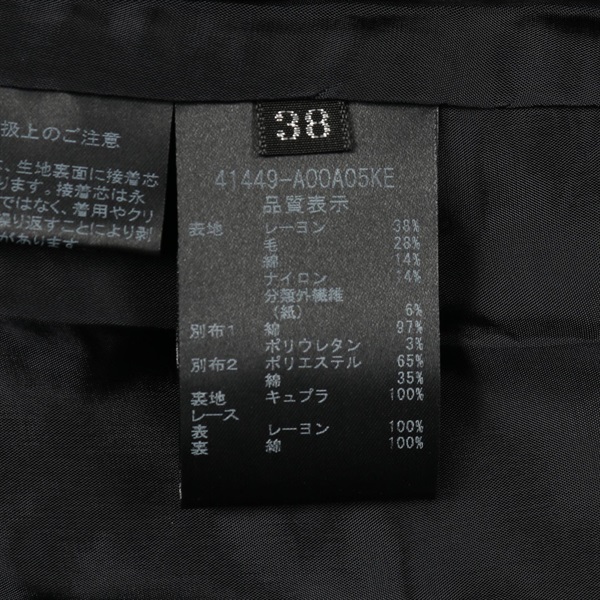 扱上のご注意
、生地裏面に接着芯
ります。接着芯は永
ではなく、着用やクリ
繰り返すことにより剥
があります
38
41449-A00A05KE
品質表示
表地 レーヨン 38%
毛 28%
綿 14%
ナイロン 14%
分類外繊維
(紙) 6%
別布1 綿 97%
ポリウレタン 3%
別布2 ポリエステル 65%
綿 35%
裏地 キュプラ 100%
レース
表 レーヨン 100%
裏 綿 100%